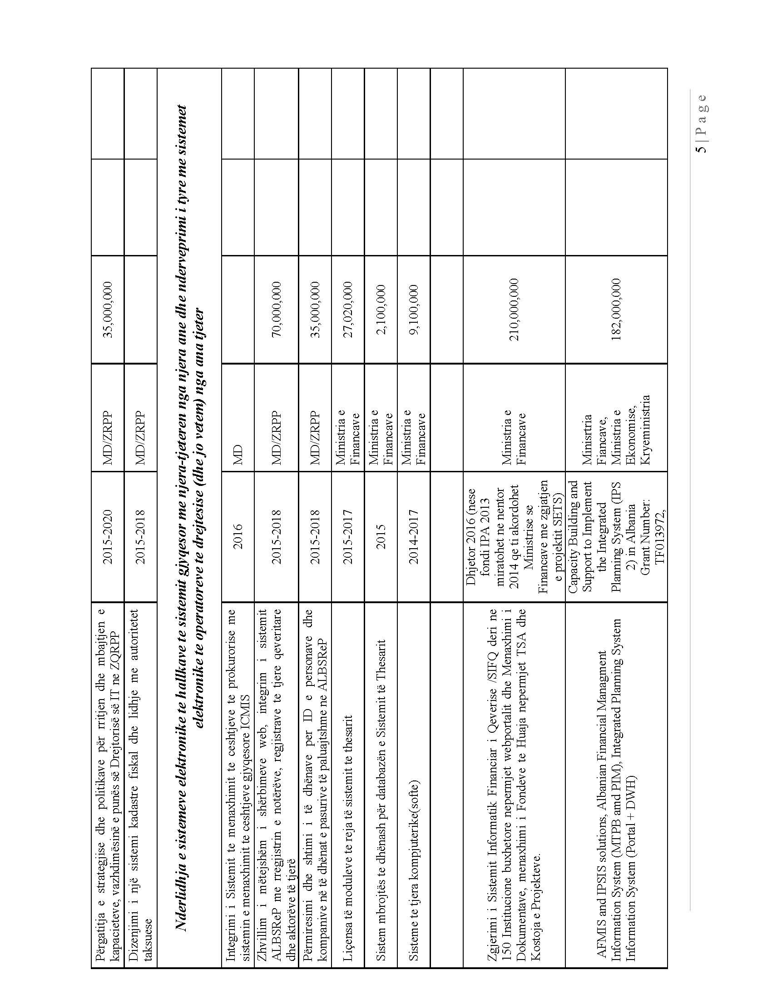 Përgatitja e strategjise dhe politikave për rritjen dhe mbajtjen e
kapacieteve, vazhdimësinë e punës së Drejtorisë së IT ne ZQRPP
2015-2020
MD/ZRPP
35,000,000
Dizenjimi i një sistemi kadastre fiskal dhe lidhje me autoritetet
taksuese
2015-2018
MD/ZRPP
Nderlidhja e sistemeve elektronike te hallkave te sistemit gjyqesor me njera-tjeteren nga njera ane dhe nderveprimi i tyre me sistemet
elektronike te operatoreve te drejtesise (dhe jo vetem) nga ana tjeter
Integrimi i Sistemit te menaxhimit te ceshtjeve te prokurorise me
sistemin e menaxhimit te ceshtjeve gjyqesore ICMIS
2016
MD
Zhvillim i mëtejshëm i shërbimeve web, integrim i sistemit
ALBSReP me rregjistrin e notërëve, regjistrave te tjere qeveritare
dhe aktorëve të tjerë
2015-2018
MD/ZRPP
70,000,000
Përmiresimi dhe shtimi i të dhënave per ID e personave dhe
kompanive në të dhënat e pasurive të paluajtshme ne ALBSReP
2015-2018
MD/ZRPP
35,000,000
Liçensa të moduleve te reja të sistemit te thesarit
2015-2017
Ministria e
Financave
27,020,000
Sistem mbrojtës te dhënash për databazën e Sistemit të Thesarit
2015
Ministria e
Financave
2,100,000
Sisteme te tjera kompjuterike(softe)
2014-2017
Ministria e
Financave
9,100,000
Zgjerimi i Sistemit Informatik Financiar i Qeverise /SIFQ deri ne
150 Institucione buxhetore nepermjet webportalit dhe Menaxhimi i
Dokumentave, menaxhimi i Fondeve te Huaja nepermjet TSA dhe
Kostoja e Projekteve.
Dhjetor 2016 (nese
fondi IPA 2013
miratohet ne nentor
2014 qe ti akordohet
Ministrise se
Financave me zgjatjen
e projektit SETS)
Ministria e
Financave
210,000,000
AFMIS and IPSIS solutions, Albanian Financial Managment
Information System (MTPB amd PIM), Integrated Planning System
Information System (Portal + DWH)
Capacity Building and
Support to Implement
the Integrated
Planning System (IPS
2) in Albania
Grant Number:
TF013972,
Minisrtria
Fiancave,
Ministria e
Ekonomise,
Kryeministria
182,000,000
5 | P a g e